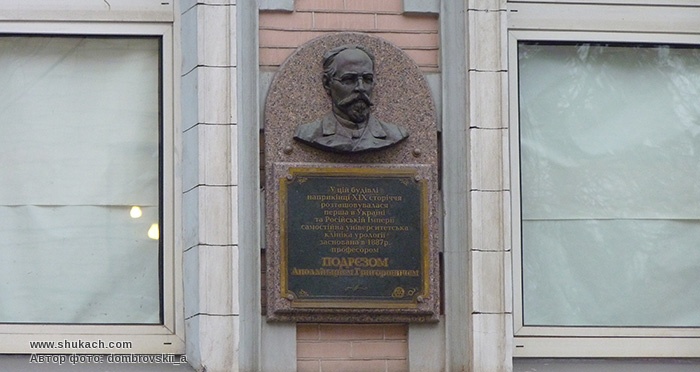 У цій будівлі
наприкінці XIX сторіччя
розташовувалася
перша в Україні
та Російській Імперії
самостійна університетська
клініка урології
заснована в 1887р.
професором
ПОДРЄЗОМ
Аполлінарієм Григоровичем
www.shukach.com
Автор фото: dombrovskii_a